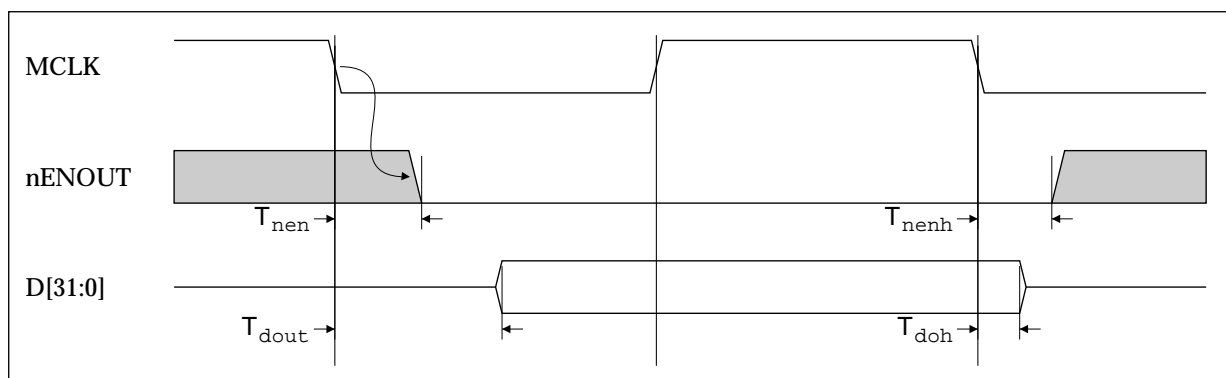 MCLK
nENOUT
Tnen
Tnenh
D[31:0]
Tdout
Tdoh